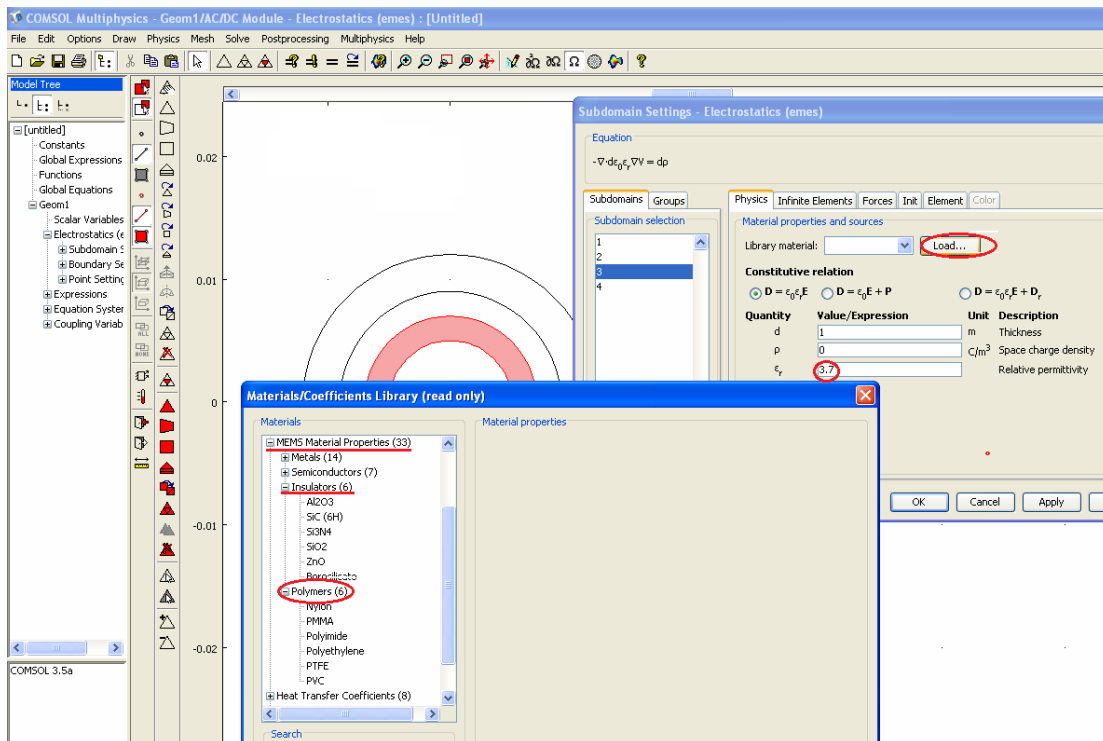 COMSOL Multiphysics - Geom1/AC/DC Module - Electrostatics (emes) : [Untitled]
File Edit Options Draw Physics Mesh Solve Postprocessing Multiphysics Help
Model Tree
[untitled]
Constants
Global Expressions
Functions
Global Equations
Geom1
Scalar Variables
Electrostatics (e
Subdomain S
Boundary Se
Point Setting
Expressions
Equation System
Coupling Variab
COMSOL 3.5a
0.02
0.01
0
-0.01
-0.02
Subdomain Settings - Electrostatics (emes)
Equation
-∇·dε₀εᵣ∇V = dρ
Subdomains Groups
Subdomain selection
1
2
3
4
Physics Infinite Elements Forces Init Element Color
Material properties and sources
Library material: Load...
Constitutive relation
D = ε₀εᵣE D = ε₀E + P D = ε₀εᵣE + Dᵣ
Quantity Value/Expression Unit Description
d 1 m Thickness
ρ 0 C/m³ Space charge density
εᵣ 3.7 Relative permittivity
OK Cancel Apply
Materials/Coefficients Library (read only)
Materials
MEMS Material Properties (33)
Metals (14)
Semiconductors (7)
Insulators (6)
Al2O3
SiC (6H)
Si3N4
SiO2
ZnO
Borosilicate
Polymers (6)
Nylon
PMMA
Polyimide
Polyethylene
PTFE
PVC
Heat Transfer Coefficients (8)
Search
Material properties